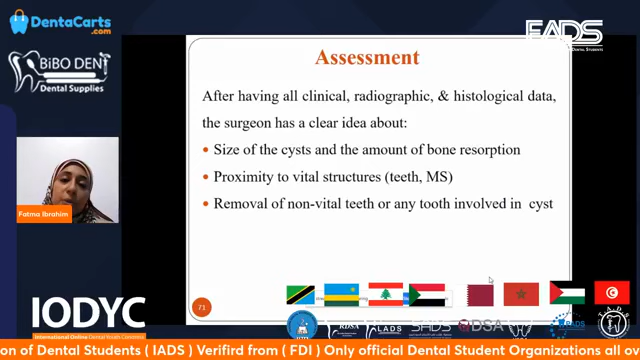 DentaCarts
.com
BiBO DENT
Dental Supplies
EADS
Assessment
After having all clinical, radiographic, & histological data,
the surgeon has a clear idea about:
• Size of the cysts and the amount of bone resorption
• Proximity to vital structures (teeth, MS)
• Removal of non-vital teeth or any tooth involved in cyst
Fatma Ibrahim
71
IODYC
International Online Dental Youth Congress
RDSA
LADS
DSA
on of Dental Students ( IADS ) Verifird from ( FDI ) Only official Dental Student Organizations all o